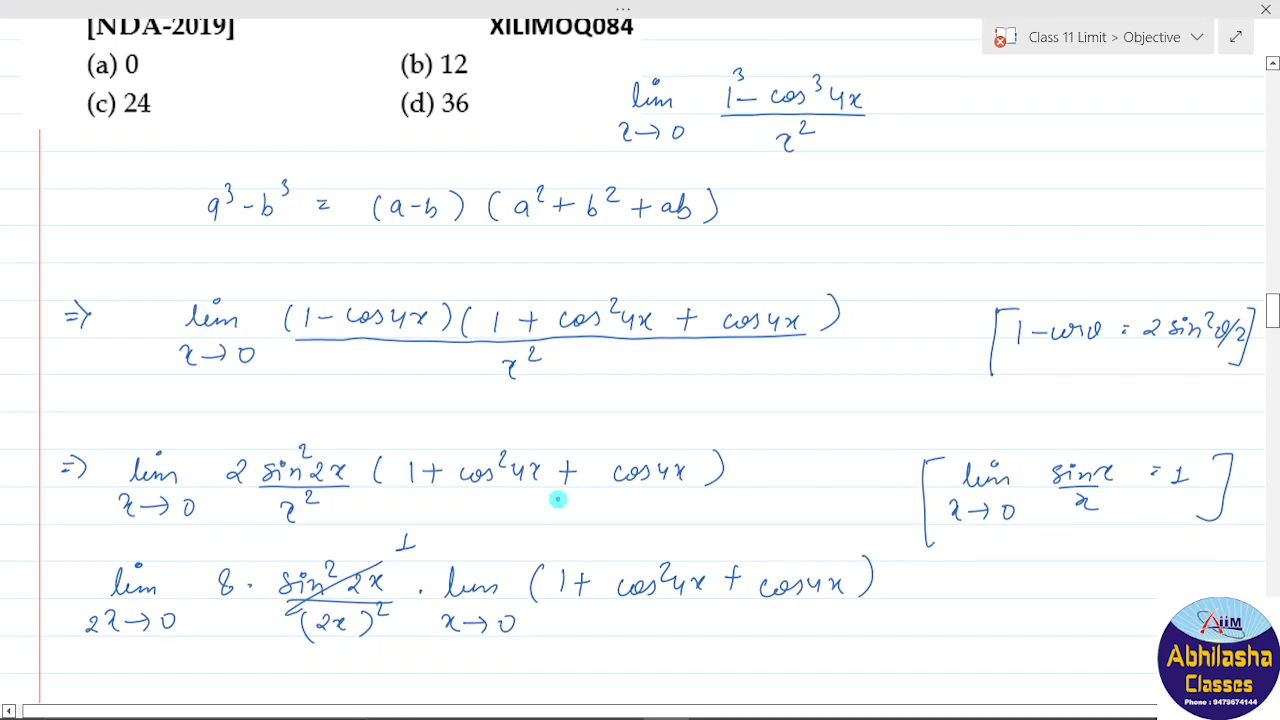 [NDA-2019] XILIMOQ084
Class 11 Limit > Objective
(a) 0 (b) 12
(c) 24 (d) 36
lim x→0 (1³ - cos³4x) / x²
a³ - b³ = (a-b) (a² + b² + ab)
⇒ lim x→0 (1 - cos4x)(1 + cos²4x + cos4x) / x² [1 - cosθ = 2 sin²θ/2]
⇒ lim x→0 2 sin²2x / x² (1 + cos²4x + cos4x) [lim x→0 sinx / x = 1]
1
lim 2x→0 8 · sin²2x / (2x)² · lim x→0 (1 + cos²4x + cos4x)
AiiM
Abhilasha
Classes
Phone : 9479674144